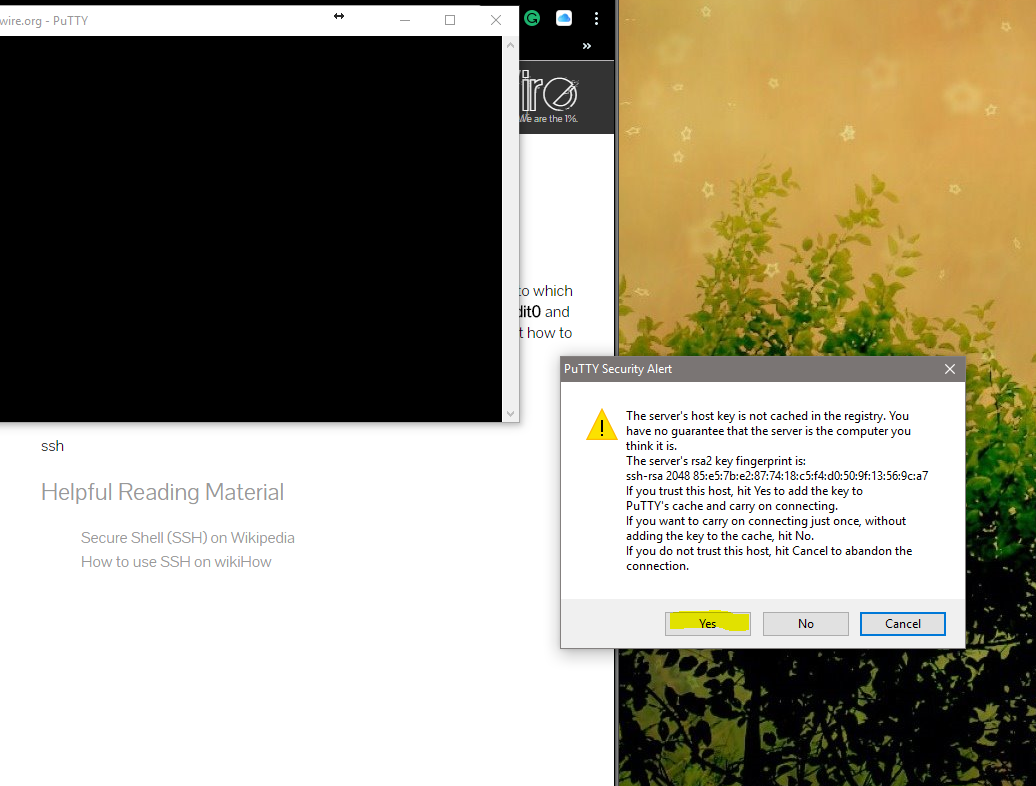 wire.org - PuTTY
»
We are the 1%.
to which
dit0 and
t how to
ssh
Helpful Reading Material
Secure Shell (SSH) on Wikipedia
How to use SSH on wikiHow
PuTTY Security Alert
The server's host key is not cached in the registry. You
have no guarantee that the server is the computer you
think it is.
The server's rsa2 key fingerprint is:
ssh-rsa 2048 85:e5:7b:e2:87:74:18:c5:f4:d0:50:9f:13:56:9c:a7
If you trust this host, hit Yes to add the key to
PuTTY's cache and carry on connecting.
If you want to carry on connecting just once, without
adding the key to the cache, hit No.
If you do not trust this host, hit Cancel to abandon the
connection.
Yes
No
Cancel